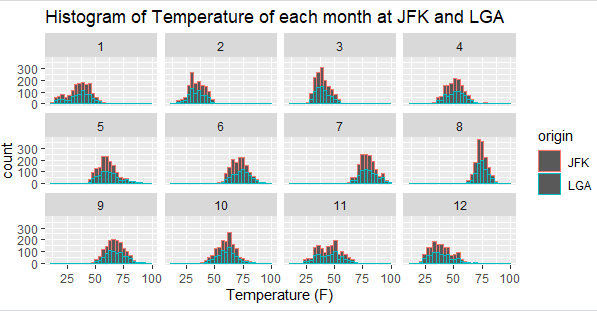 Histogram of Temperature of each month at JFK and LGA
1 2 3 4
300
200
100
0
5 6 7 8
300
200
100
0
9 10 11 12
300
200
100
0
25 50 75 100 25 50 75 100 25 50 75 100 25 50 75 100
Temperature (F)
count
origin
JFK
LGA